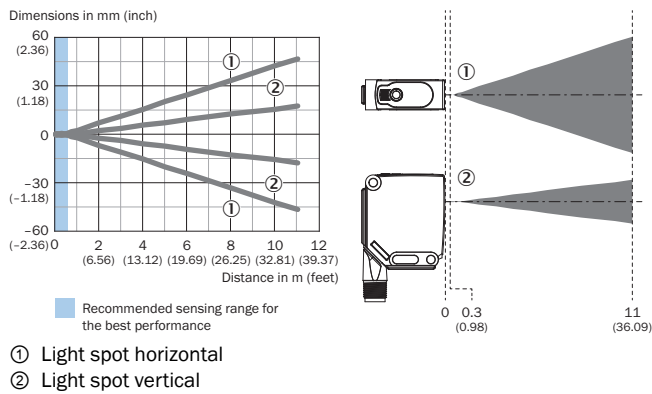 Dimensions in mm (inch)
60
(2.36)
30
(1.18)
0
−30
(−1.18)
−60
(−2.36)
①
②
②
①
0 2 4 6 8 10 12
(6.56) (13.12) (19.69) (26.25) (32.81) (39.37)
Distance in m (feet)
Recommended sensing range for
the best performance
①
②
0 0.3 11
(0.98) (36.09)
① Light spot horizontal
② Light spot vertical